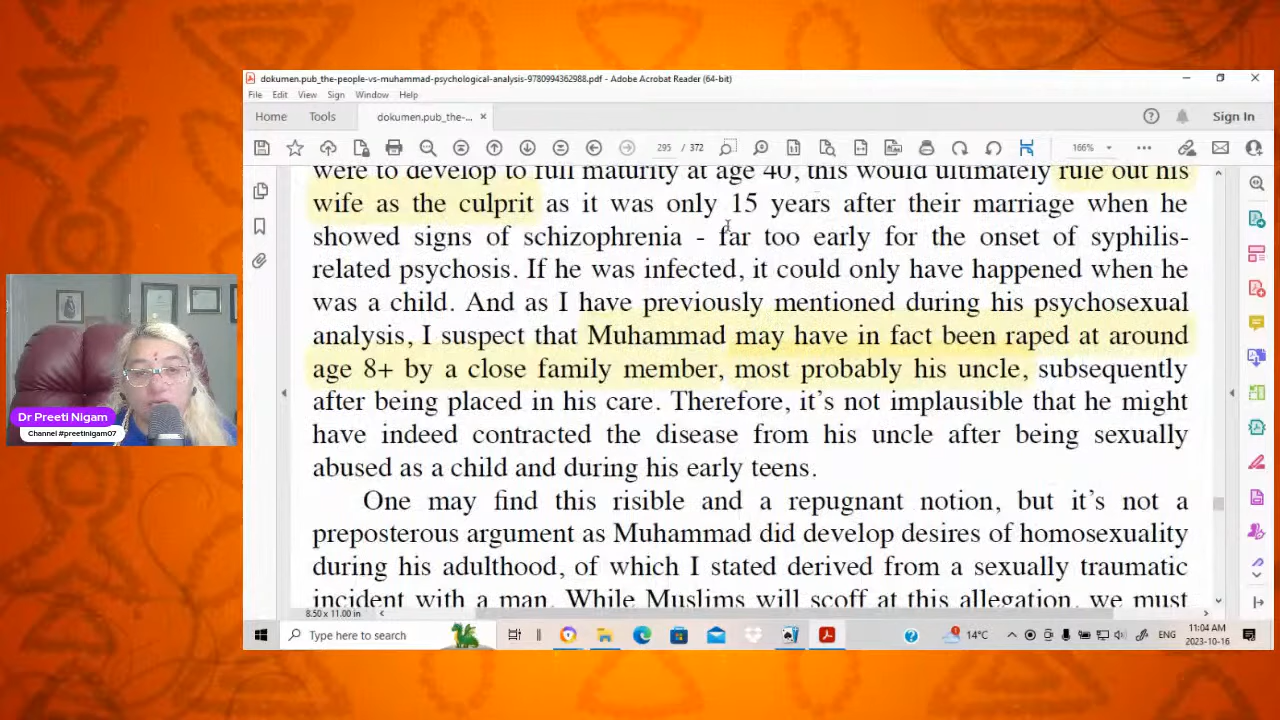 dokumen.pub_the-people-vs-muhammad-psychological-analysis-9780994362988.pdf - Adobe Acrobat Reader (64-bit)
File Edit View Sign Window Help
Home Tools dokumen.pub_the-... Sign In
295 / 372 166%
were to develop to full maturity at age 40, this would ultimately rule out his
wife as the culprit as it was only 15 years after their marriage when he
showed signs of schizophrenia - far too early for the onset of syphilis-
related psychosis. If he was infected, it could only have happened when he
was a child. And as I have previously mentioned during his psychosexual
analysis, I suspect that Muhammad may have in fact been raped at around
age 8+ by a close family member, most probably his uncle, subsequently
after being placed in his care. Therefore, it's not implausible that he might
have indeed contracted the disease from his uncle after being sexually
abused as a child and during his early teens.
One may find this risible and a repugnant notion, but it's not a
preposterous argument as Muhammad did develop desires of homosexuality
during his adulthood, of which I stated derived from a sexually traumatic
incident with a man. While Muslims will scoff at this allegation, we must
8.50 x 11.00 in
Dr Preeti Nigam
Channel #preetinigam07
Type here to search
14°C
ENG
11:04 AM
2023-10-16